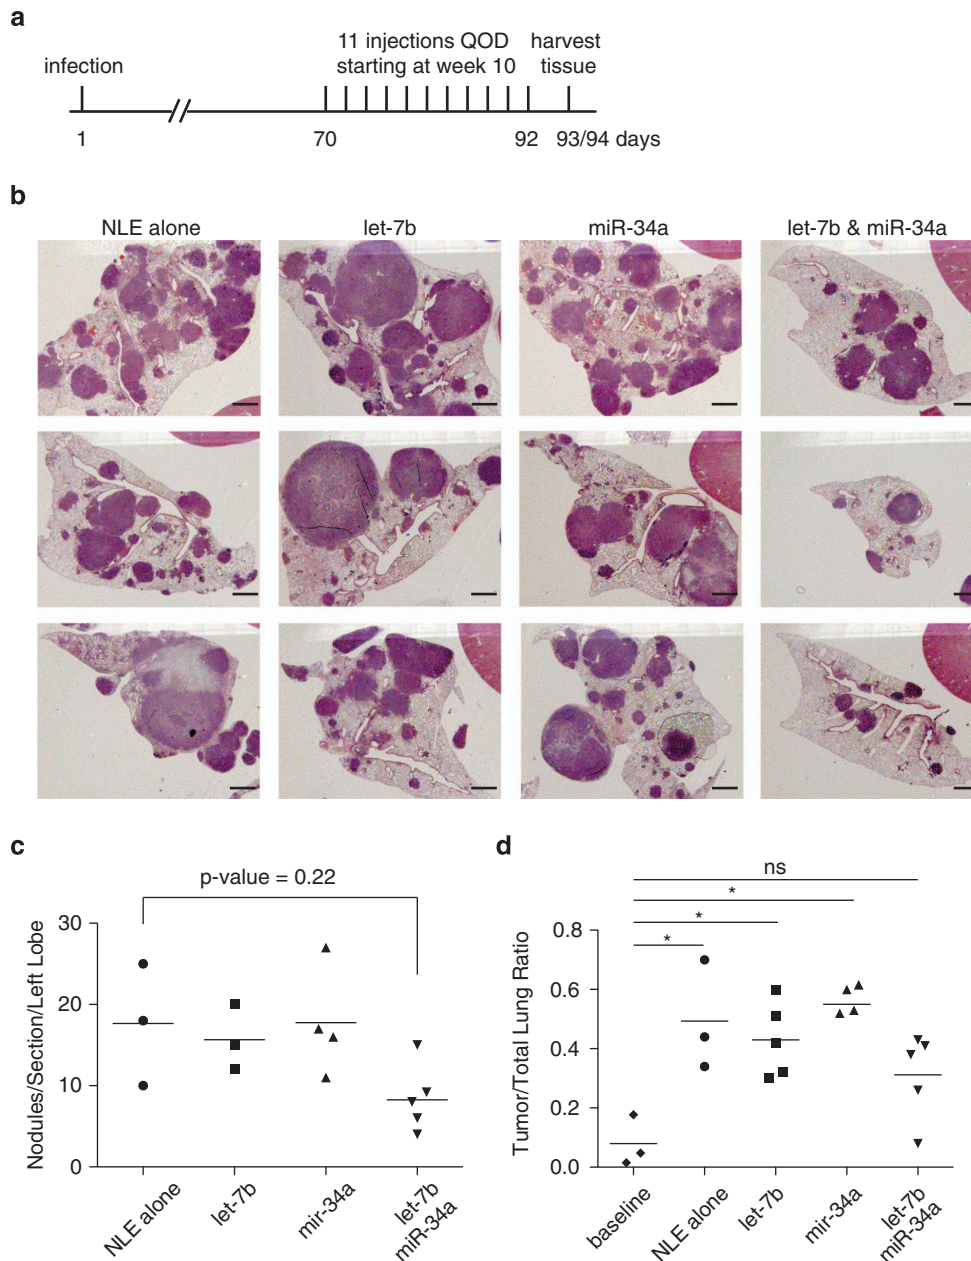 a
11 injections QOD
starting at week 10
harvest
tissue
infection
1
70
92
93/94 days
b
NLE alone
let-7b
miR-34a
let-7b & miR-34a
c
p-value = 0.22
Nodules/Section/Left Lobe
30
20
10
0
NLE alone
let-7b
mir-34a
let-7b
miR-34a
d
ns
*
*
*
Tumor/Total Lung Ratio
0.8
0.6
0.4
0.2
0.0
baseline
NLE alone
let-7b
mir-34a
let-7b
miR-34a